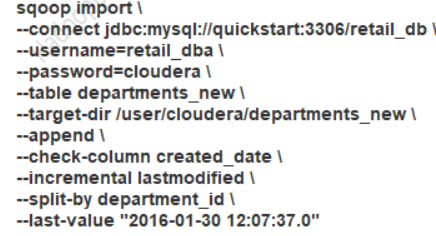 sqoop import \
--connect jdbc:mysql://quickstart:3306/retail_db \
--username=retail_dba \
--password=cloudera \
--table departments_new \
--target-dir /user/cloudera/departments_new \
--append \
--check-column created_date \
--incremental lastmodified \
--split-by department_id \
--last-value "2016-01-30 12:07:37.0"